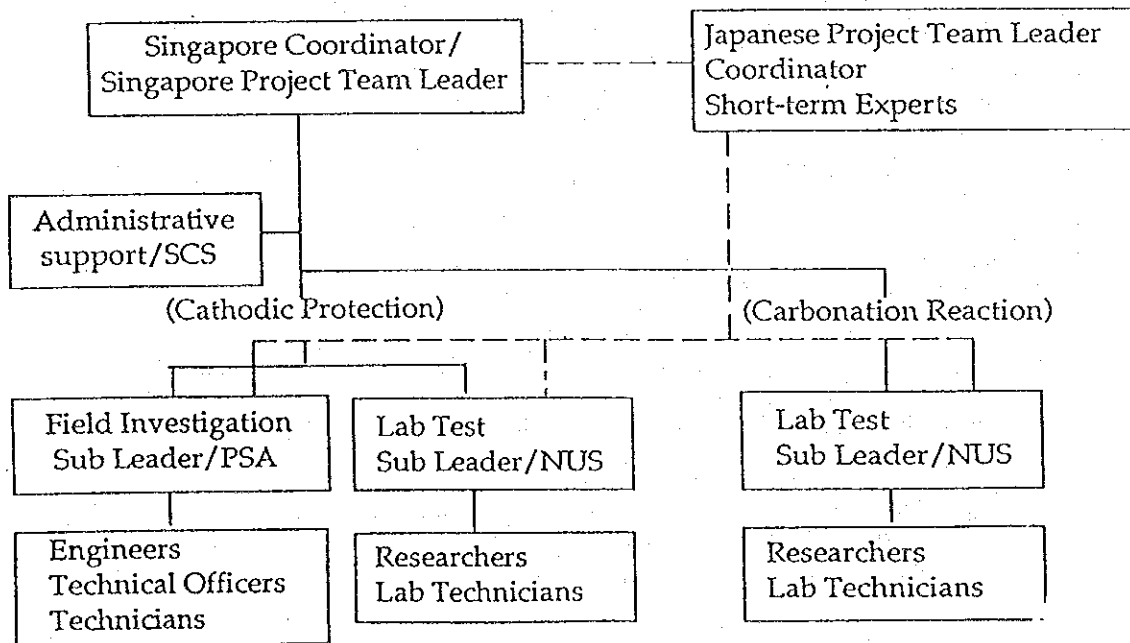 Singapore Coordinator/
Singapore Project Team Leader
Japanese Project Team Leader
Coordinator
Short-term Experts
Administrative
support/SCS
(Cathodic Protection)
(Carbonation Reaction)
Field Investigation
Sub Leader/PSA
Lab Test
Sub Leader/NUS
Lab Test
Sub Leader/NUS
Engineers
Technical Officers
Technicians
Researchers
Lab Technicians
Researchers
Lab Technicians